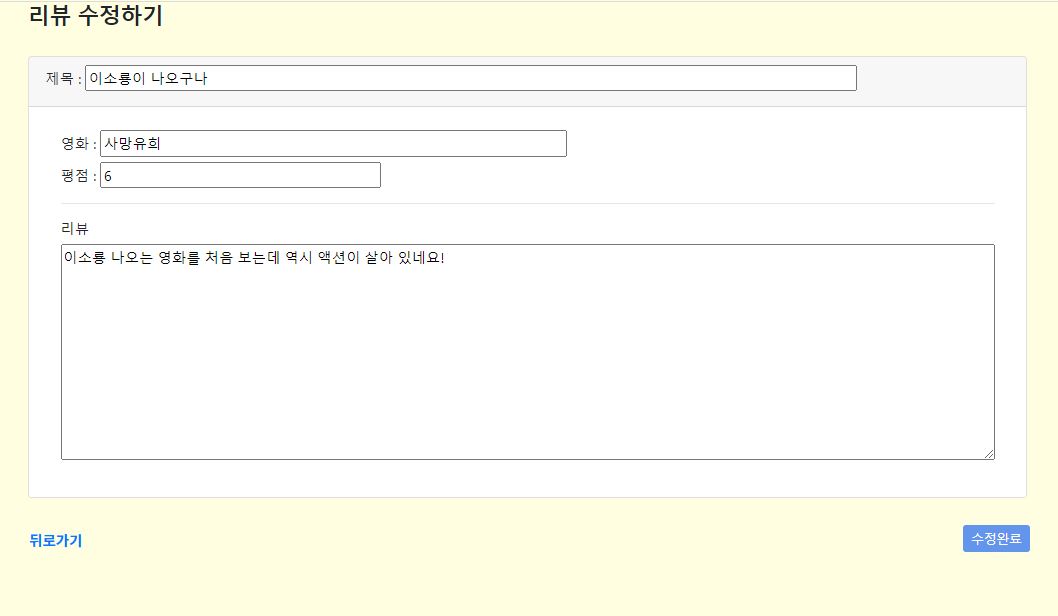 리뷰 수정하기
제목 : 이소룡이 나오구나
영화 : 사망유희
평점 : 6
리뷰
이소룡 나오는 영화를 처음 보는데 역시 액션이 살아 있네요!
뒤로가기 수정완료